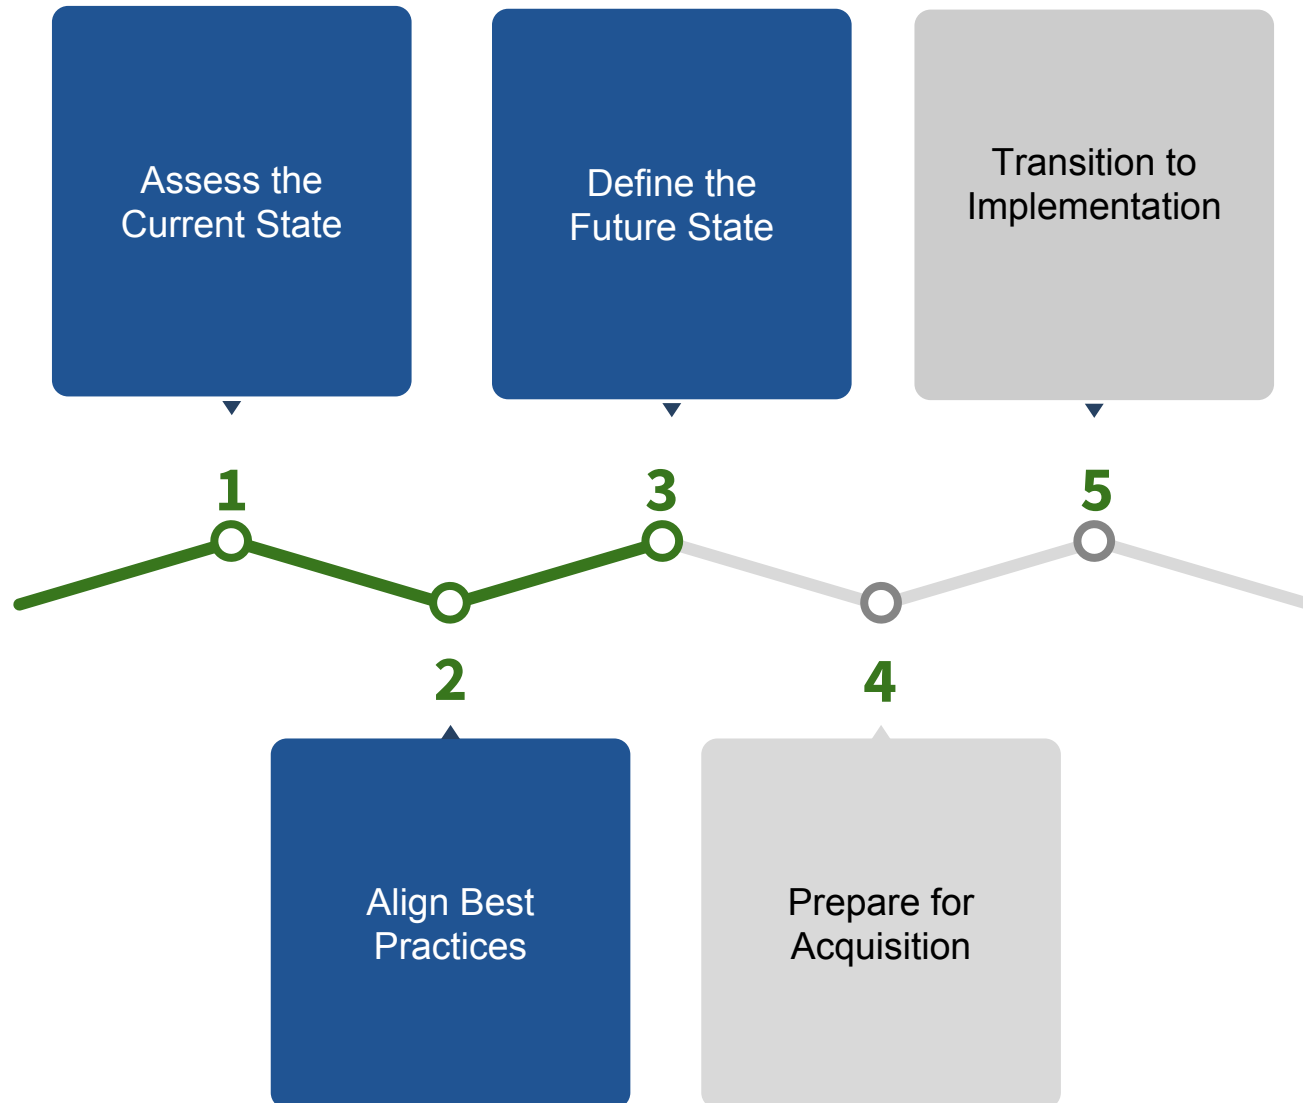 Assess the
Current State
Define the
Future State
Transition to
Implementation
1
3
5
2
4
Align Best
Practices
Prepare for
Acquisition